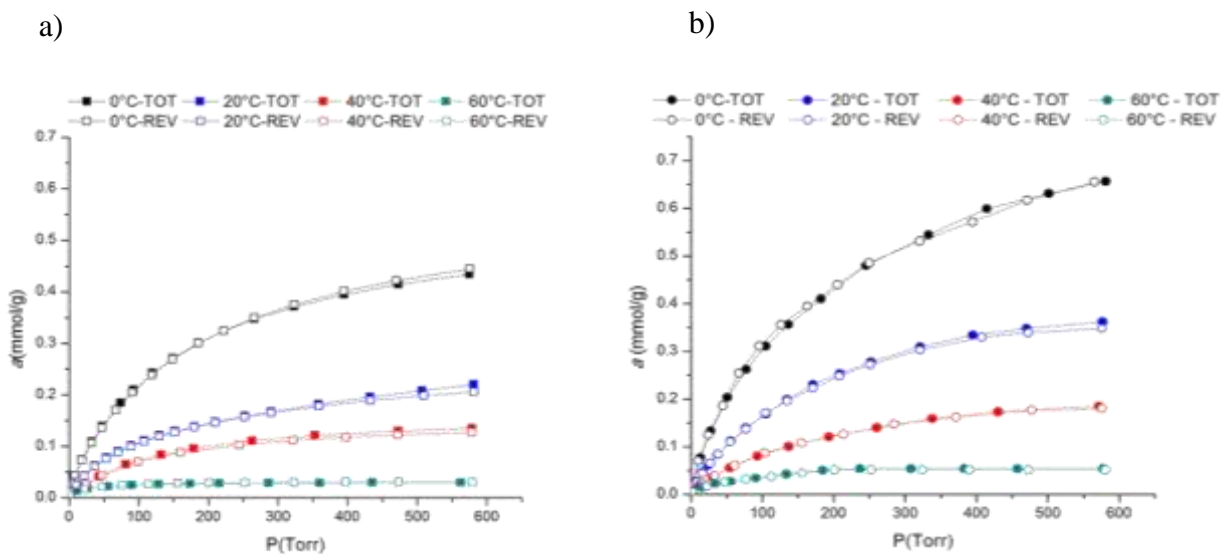 a)
b)
0°C-TOT 20°C-TOT 40°C-TOT 60°C-TOT
0°C-REV 20°C-REV 40°C-REV 60°C-REV
0.7
0.6
0.5
0.4
0.3
0.2
0.1
0.0
a(mmol/g)
0 100 200 300 400 500 600
P(Torr)
0°C-TOT 20°C - TOT 40°C - TOT 60°C - TOT
0°C - REV 20°C - REV 40°C - REV 60°C - REV
0.7
0.6
0.5
0.4
0.3
0.2
0.1
0.0
a (mmol/g)
0 100 200 300 400 500 600
P(Torr)